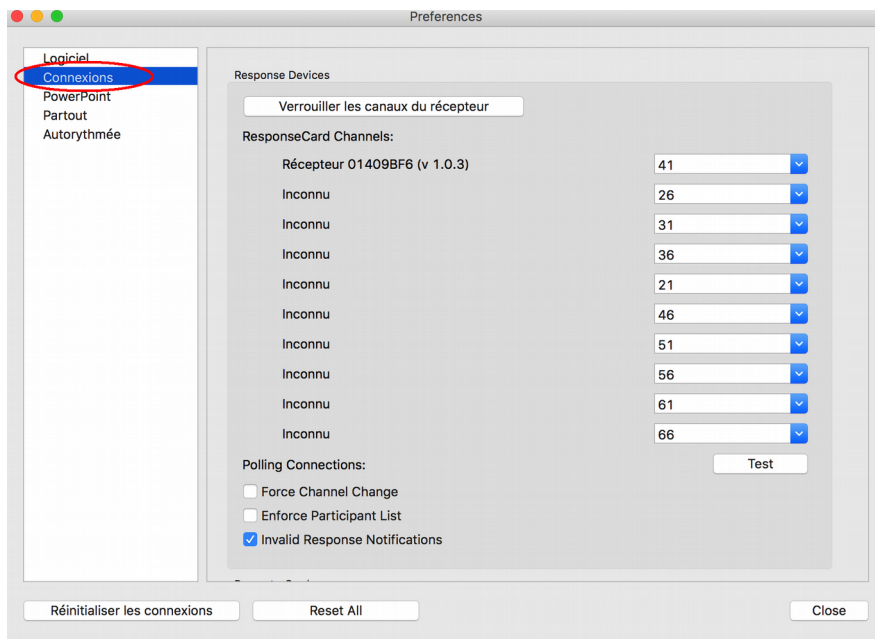 Preferences
Logiciel
Connexions
PowerPoint
Partout
Autorythmée
Response Devices
Verrouiller les canaux du récepteur
ResponseCard Channels:
Récepteur 01409BF6 (v 1.0.3) 41
Inconnu 26
Inconnu 31
Inconnu 36
Inconnu 21
Inconnu 46
Inconnu 51
Inconnu 56
Inconnu 61
Inconnu 66
Polling Connections: Test
Force Channel Change
Enforce Participant List
Invalid Response Notifications
Réinitialiser les connexions Reset All Close